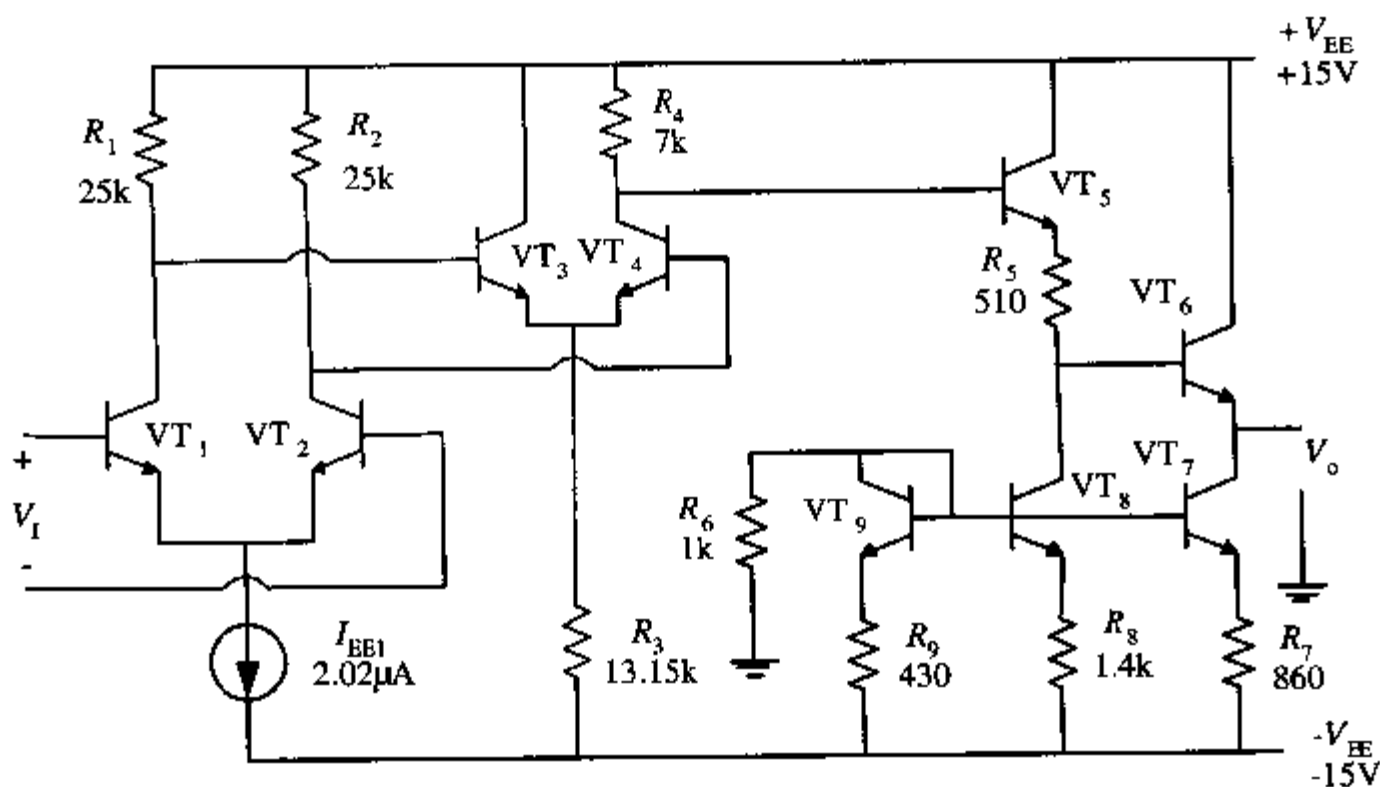 +V_EE
+15V
R_1
25k
R_2
25k
R_4
7k
VT_5
VT_3
VT_4
R_5
510
VT_6
VT_1
VT_2
+
V_I
-
VT_7
V_o
VT_8
VT_9
R_6
1k
I_EE1
2.02μA
R_3
13.15k
R_9
430
R_8
1.4k
R_7
860
-V_EE
-15V